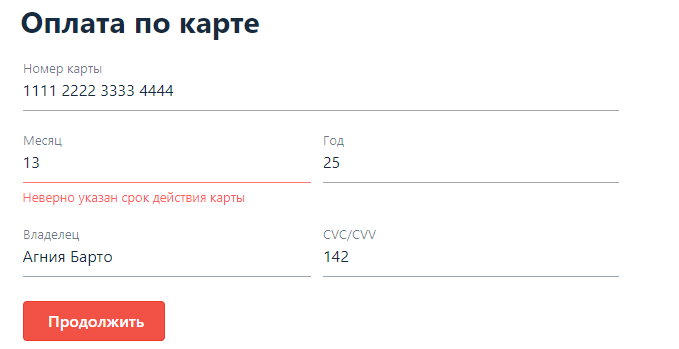 Оплата по карте
Номер карты
1111 2222 3333 4444
Месяц Год
13 25
Неверно указан срок действия карты
Владелец CVC/CVV
Агния Барто 142
Продолжить